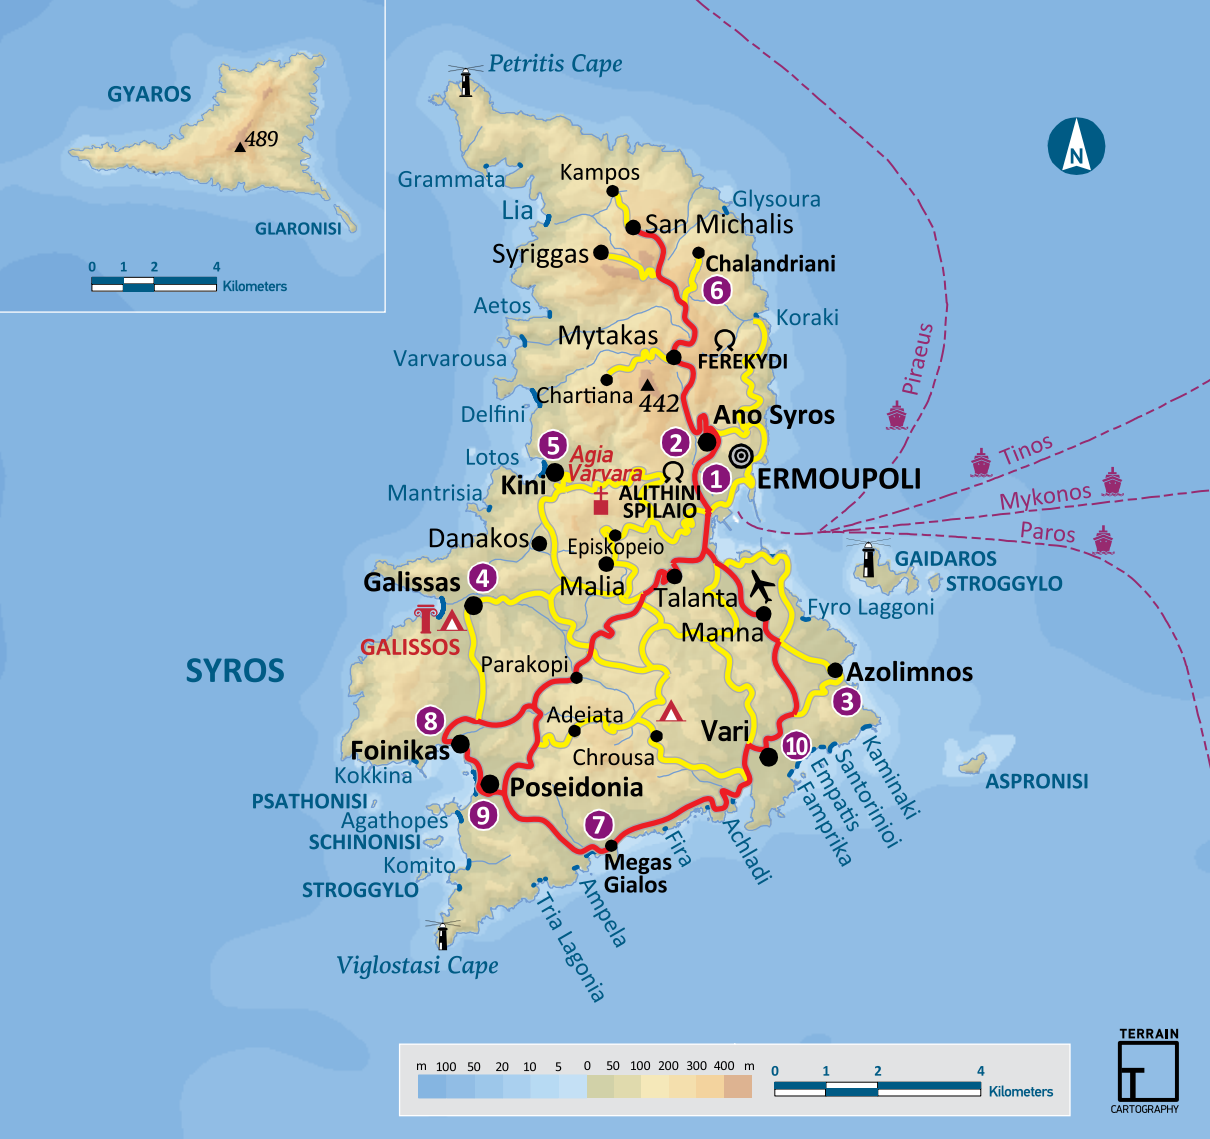 Petritis Cape
GYAROS
489
GLARONISI
0 1 2 4
Kilometers
N
Grammata
Kampos
Lia
Glysoura
San Michalis
Syriggas
Chalandriani
6
Aetos
Koraki
Mytakas
Varvarousa
FEREKYDI
Chartiana
442
Delfini
Ano Syros
Piraeus
5
2
Agia
Varvara
Lotos
Kini
1
ERMOUPOLI
Tinos
Mykonos
Paros
Mantrisia
ALITHINI
SPILAIO
Danakos
Episkopeio
GAIDAROS
STROGGYLO
Galissas
4
Malia
Talanta
Fyro Laggoni
GALISSOS
Manna
SYROS
Parakopi
Azolimnos
3
8
Adeiata
Vari
10
Foinikas
Chrousa
Kokkina
Poseidonia
PSATHONISI
9
7
Agathopes
SCHINONISI
Komito
STROGGYLO
Megas
Gialos
Kaminaki
Santorinioi
Empatis
Famprika
ASPRONISI
Fira
Achladi
Ampela
Tria Lagonia
Viglostasi Cape
m 100 50 20 10 5 0 50 100 200 300 400 m
0 1 2 4
Kilometers
TERRAIN
T
CARTOGRAPHY